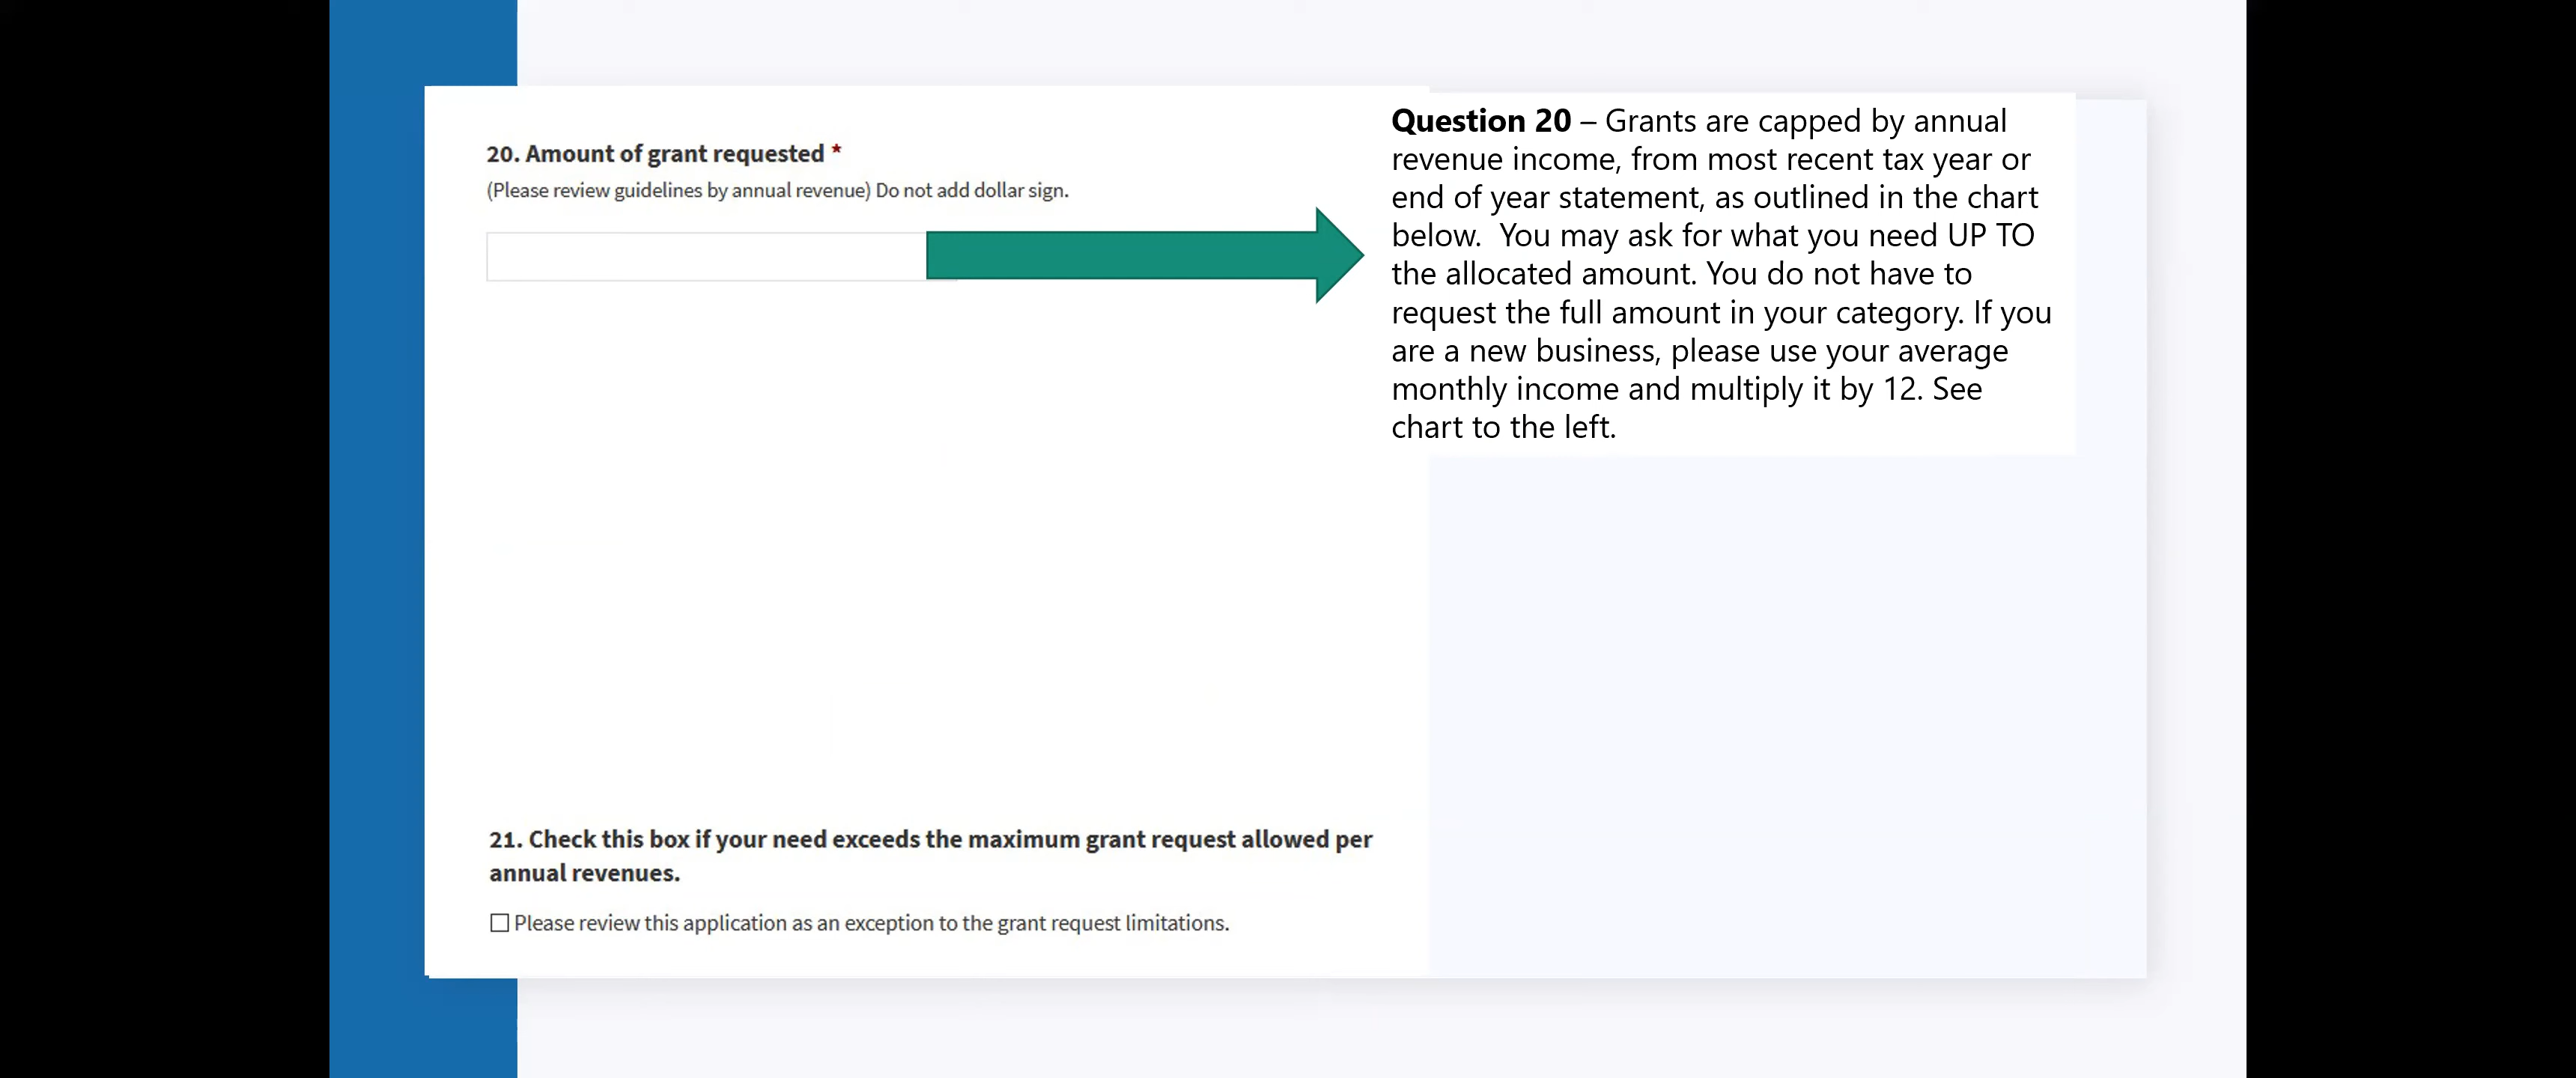 20. Amount of grant requested *
(Please review guidelines by annual revenue) Do not add dollar sign.
Question 20 – Grants are capped by annual
revenue income, from most recent tax year or
end of year statement, as outlined in the chart
below.  You may ask for what you need UP TO
the allocated amount. You do not have to
request the full amount in your category. If you
are a new business, please use your average
monthly income and multiply it by 12. See
chart to the left.
21. Check this box if your need exceeds the maximum grant request allowed per
annual revenues.
Please review this application as an exception to the grant request limitations.